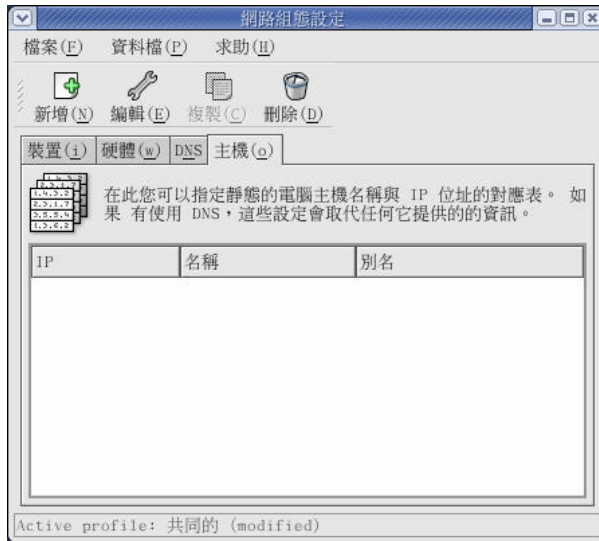 網路組態設定
檔案(F) 資料檔(P) 求助(H)
新增(N) 編輯(E) 複製(C) 刪除(D)
裝置(i) 硬體(w) DNS 主機(o)
在此您可以指定靜態的電腦主機名稱與 IP 位址的對應表。 如
果 有使用 DNS,這些設定會取代任何它提供的的資訊。
IP 名稱 別名
Active profile: 共同的 (modified)